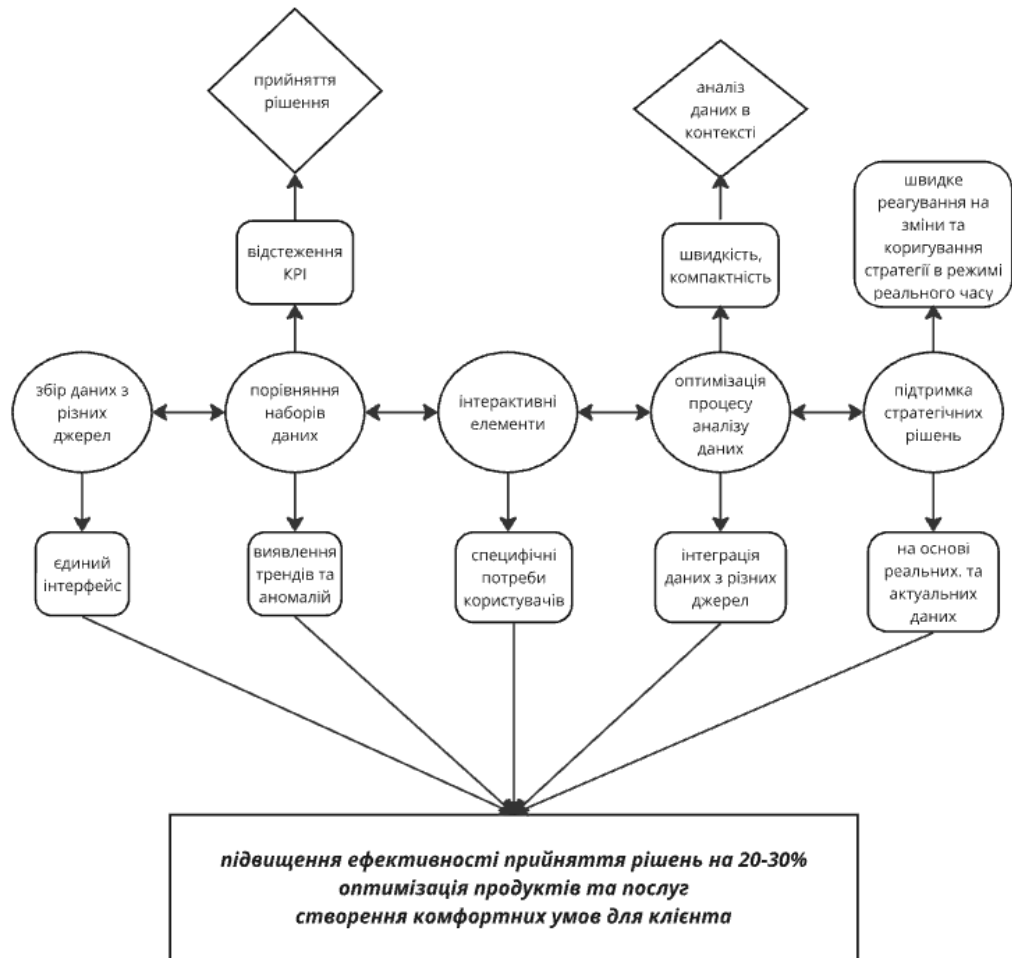 прийняття
рішення
аналіз
даних в
контексті
швидке
реагування на
зміни та
коригування
стратегії в режимі
реального часу
відстеження
KPI
швидкість,
компактність
збір даних з
різних
джерел
порівняння
наборів
даних
інтерактивні
елементи
оптимізація
процесу
аналізу
даних
підтримка
стратегічних
рішень
єдиний
інтерфейс
виявлення
трендів та
аномалій
специфічні
потреби
користувачів
інтеграція
даних з різних
джерел
на основі
реальних. та
актуальних
даних
підвищення ефективності прийняття рішень на 20-30%
оптимізація продуктів та послуг
створення комфортних умов для клієнта